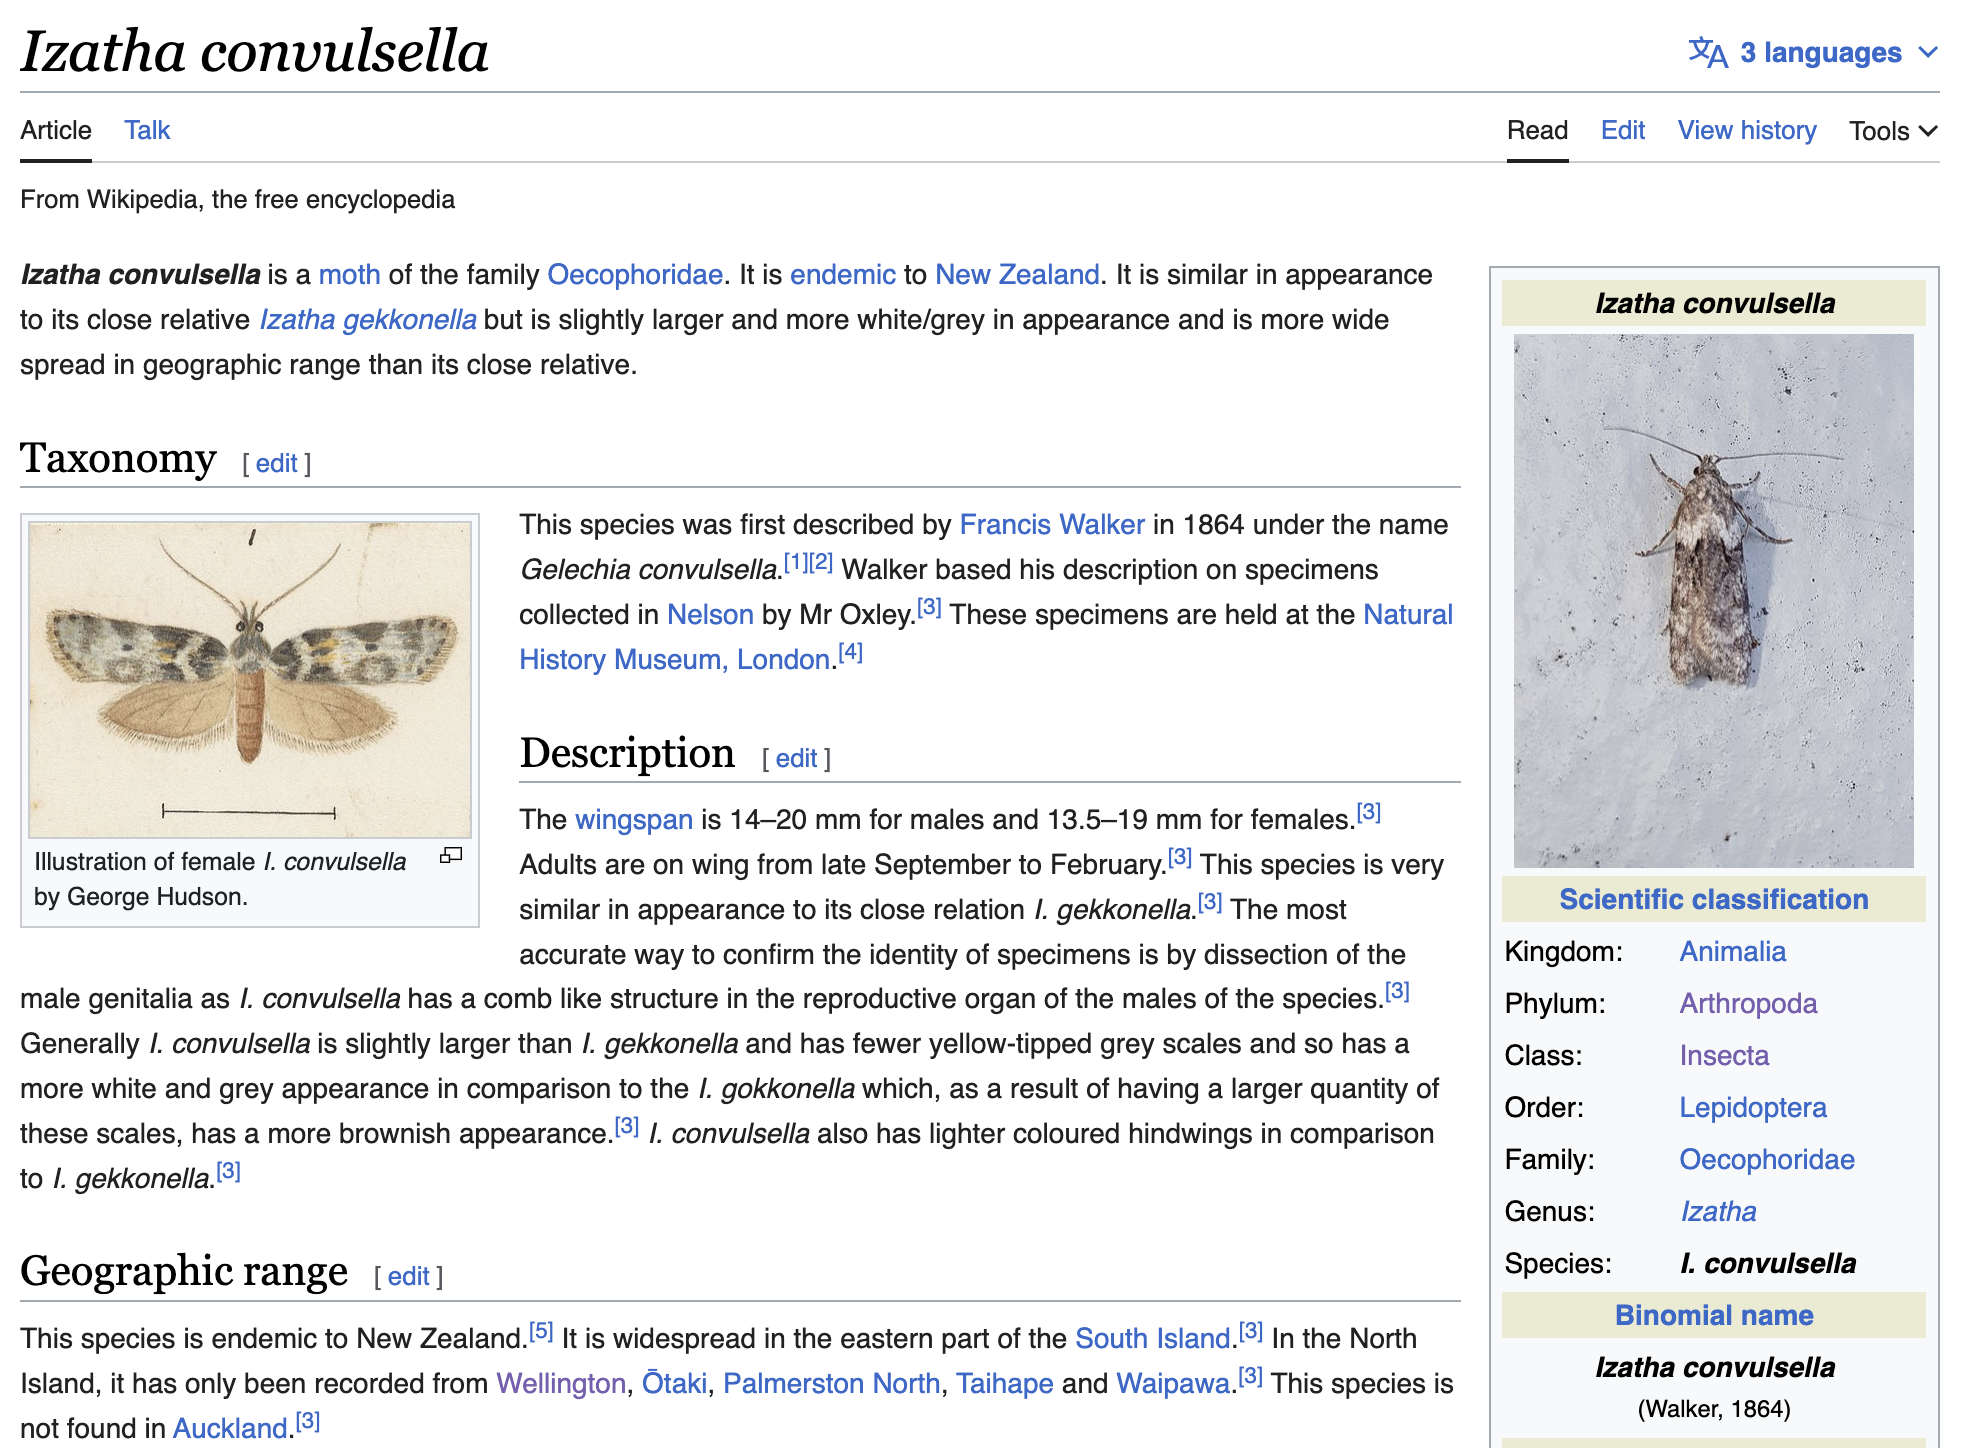 Izatha convulsella
文A 3 languages
Article Talk
Read Edit View history Tools
From Wikipedia, the free encyclopedia
Izatha convulsella is a moth of the family Oecophoridae. It is endemic to New Zealand. It is similar in appearance
to its close relative Izatha gekkonella but is slightly larger and more white/grey in appearance and is more wide
spread in geographic range than its close relative.
Taxonomy [ edit ]
1
Illustration of female I. convulsella
by George Hudson.
This species was first described by Francis Walker in 1864 under the name
Gelechia convulsella.[1][2] Walker based his description on specimens
collected in Nelson by Mr Oxley.[3] These specimens are held at the Natural
History Museum, London.[4]
Description [ edit ]
The wingspan is 14–20 mm for males and 13.5–19 mm for females.[3]
Adults are on wing from late September to February.[3] This species is very
similar in appearance to its close relation I. gekkonella.[3] The most
accurate way to confirm the identity of specimens is by dissection of the
male genitalia as I. convulsella has a comb like structure in the reproductive organ of the males of the species.[3]
Generally I. convulsella is slightly larger than I. gekkonella and has fewer yellow-tipped grey scales and so has a
more white and grey appearance in comparison to the I. gokkonella which, as a result of having a larger quantity of
these scales, has a more brownish appearance.[3] I. convulsella also has lighter coloured hindwings in comparison
to I. gekkonella.[3]
Geographic range [ edit ]
This species is endemic to New Zealand.[5] It is widespread in the eastern part of the South Island.[3] In the North
Island, it has only been recorded from Wellington, Ōtaki, Palmerston North, Taihape and Waipawa.[3] This species is
not found in Auckland.[3]
Izatha convulsella
Scientific classification
Kingdom: Animalia
Phylum: Arthropoda
Class: Insecta
Order: Lepidoptera
Family: Oecophoridae
Genus: Izatha
Species: I. convulsella
Binomial name
Izatha convulsella
(Walker, 1864)